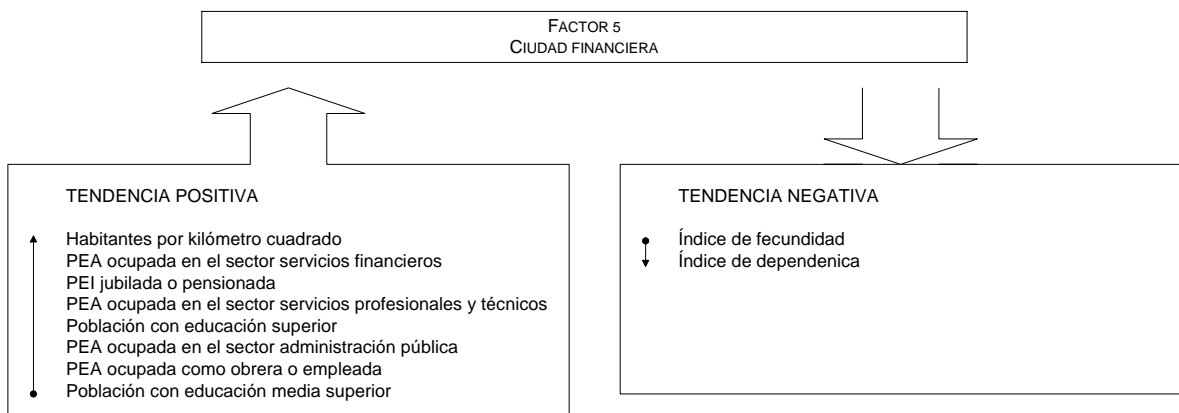 FACTOR 5
CIUDAD FINANCIERA
TENDENCIA POSITIVA
Habitantes por kilómetro cuadrado
PEA ocupada en el sector servicios financieros
PEI jubilada o pensionada
PEA ocupada en el sector servicios profesionales y técnicos
Población con educación superior
PEA ocupada en el sector administración pública
PEA ocupada como obrera o empleada
Población con educación media superior
TENDENCIA NEGATIVA
Índice de fecundidad
Índice de dependenica